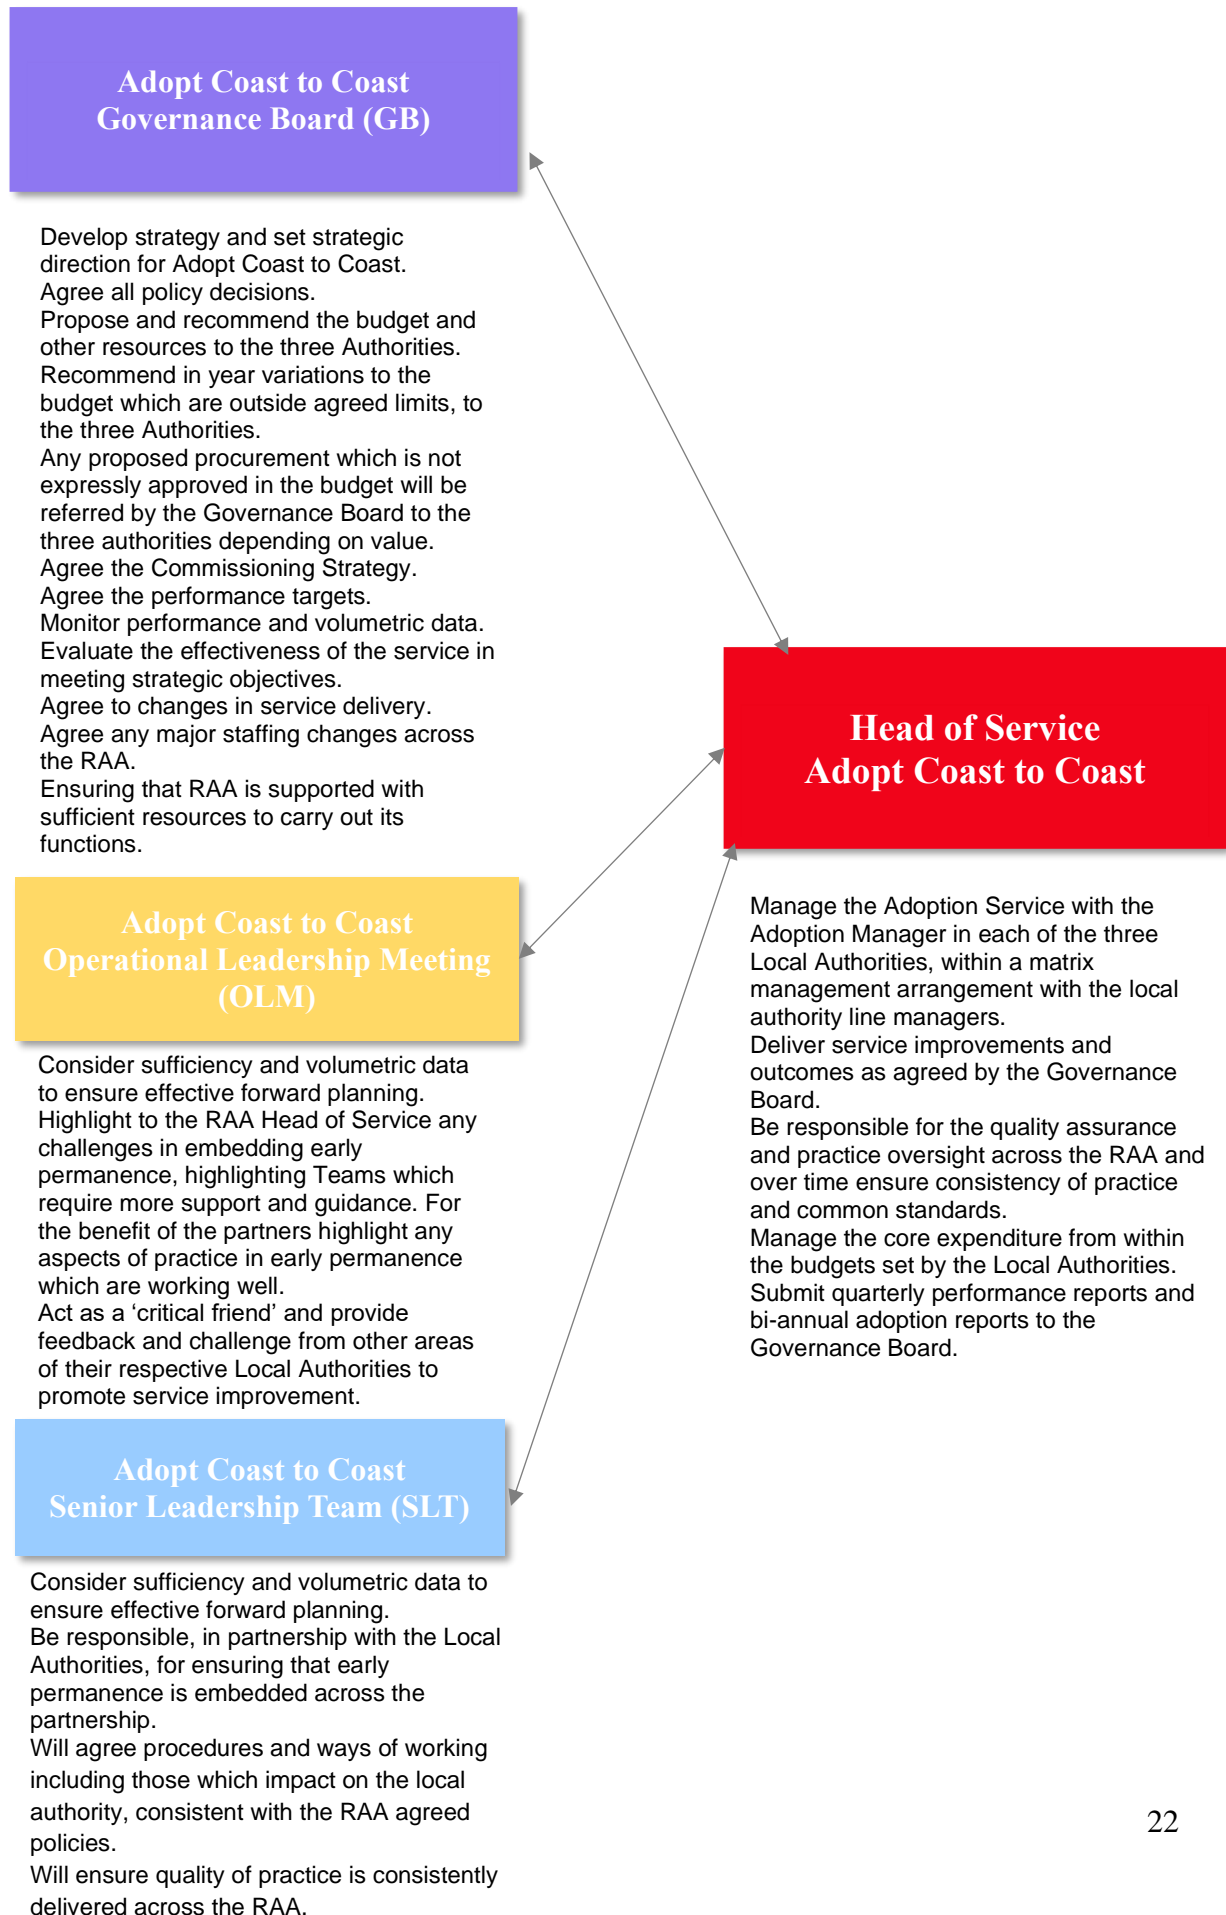 Adopt Coast to Coast
Governance Board (GB)
Develop strategy and set strategic
direction for Adopt Coast to Coast.
Agree all policy decisions.
Propose and recommend the budget and
other resources to the three Authorities.
Recommend in year variations to the
budget which are outside agreed limits, to
the three Authorities.
Any proposed procurement which is not
expressly approved in the budget will be
referred by the Governance Board to the
three authorities depending on value.
Agree the Commissioning Strategy.
Agree the performance targets.
Monitor performance and volumetric data.
Evaluate the effectiveness of the service in
meeting strategic objectives.
Agree to changes in service delivery.
Agree any major staffing changes across
the RAA.
Ensuring that RAA is supported with
sufficient resources to carry out its
functions.
Adopt Coast to Coast
Operational Leadership Meeting
(OLM)
Consider sufficiency and volumetric data
to ensure effective forward planning.
Highlight to the RAA Head of Service any
challenges in embedding early
permanence, highlighting Teams which
require more support and guidance. For
the benefit of the partners highlight any
aspects of practice in early permanence
which are working well.
Act as a ‘critical friend’ and provide
feedback and challenge from other areas
of their respective Local Authorities to
promote service improvement.
Adopt Coast to Coast
Senior Leadership Team (SLT)
Consider sufficiency and volumetric data to
ensure effective forward planning.
Be responsible, in partnership with the Local
Authorities, for ensuring that early
permanence is embedded across the
partnership.
Will agree procedures and ways of working
including those which impact on the local
authority, consistent with the RAA agreed
policies.
Will ensure quality of practice is consistently
delivered across the RAA.
Head of Service
Adopt Coast to Coast
Manage the Adoption Service with the
Adoption Manager in each of the three
Local Authorities, within a matrix
management arrangement with the local
authority line managers.
Deliver service improvements and
outcomes as agreed by the Governance
Board.
Be responsible for the quality assurance
and practice oversight across the RAA and
over time ensure consistency of practice
and common standards.
Manage the core expenditure from within
the budgets set by the Local Authorities.
Submit quarterly performance reports and
bi-annual adoption reports to the
Governance Board.
22